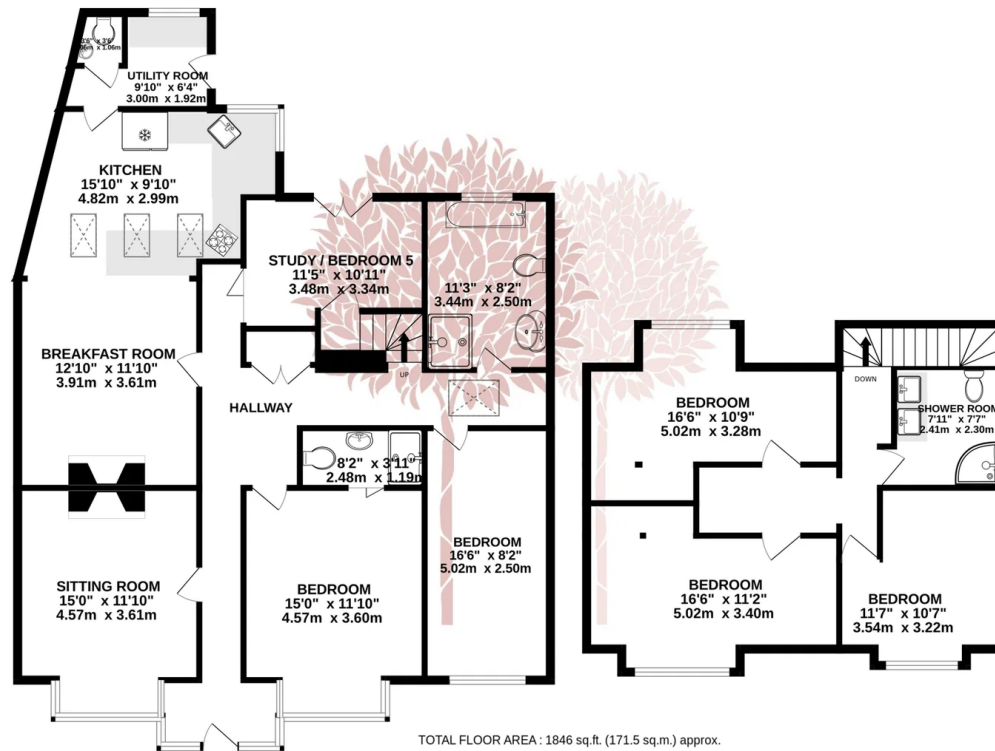 3'6" x 3'6"
x 1.06m
UTILITY ROOM
9'10" x 6'4"
3.00m x 1.92m
KITCHEN
15'10" x 9'10"
4.82m x 2.99m
STUDY / BEDROOM 5
11'5" x 10'11"
3.48m x 3.34m
11'3" x 8'2"
3.44m x 2.50m
BREAKFAST ROOM
12'10" x 11'10"
3.91m x 3.61m
UP
HALLWAY
8'2" x 3'11"
2.48m x 1.19m
SITTING ROOM
15'0" x 11'10"
4.57m x 3.61m
BEDROOM
15'0" x 11'10"
4.57m x 3.60m
BEDROOM
16'6" x 8'2"
5.02m x 2.50m
BEDROOM
16'6" x 10'9"
5.02m x 3.28m
DOWN
SHOWER ROOM
7'11" x 7'7"
2.41m x 2.30m
BEDROOM
16'6" x 11'2"
5.02m x 3.40m
BEDROOM
11'7" x 10'7"
3.54m x 3.22m
TOTAL FLOOR AREA : 1846 sq.ft. (171.5 sq.m.) approx.